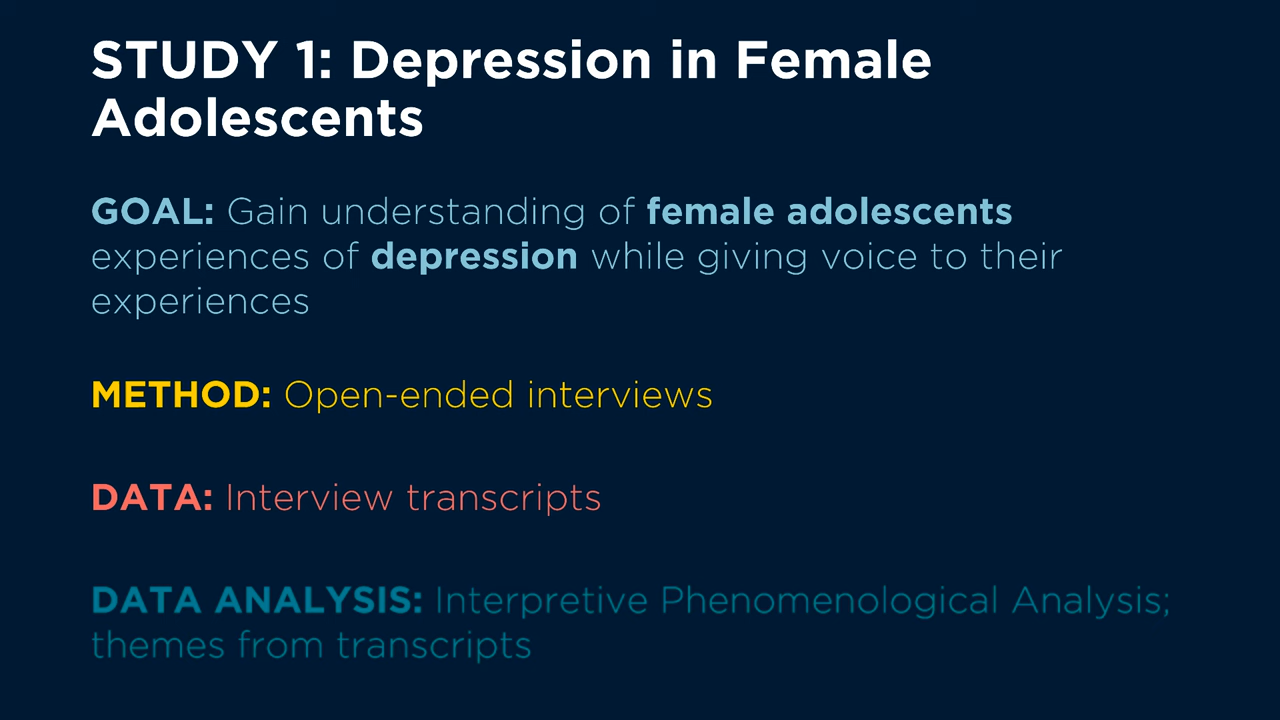 STUDY 1: Depression in Female
Adolescents
GOAL: Gain understanding of female adolescents
experiences of depression while giving voice to their
experiences
METHOD: Open-ended interviews
DATA: Interview transcripts
DATA ANALYSIS: Interpretive Phenomenological Analysis;
themes from transcripts